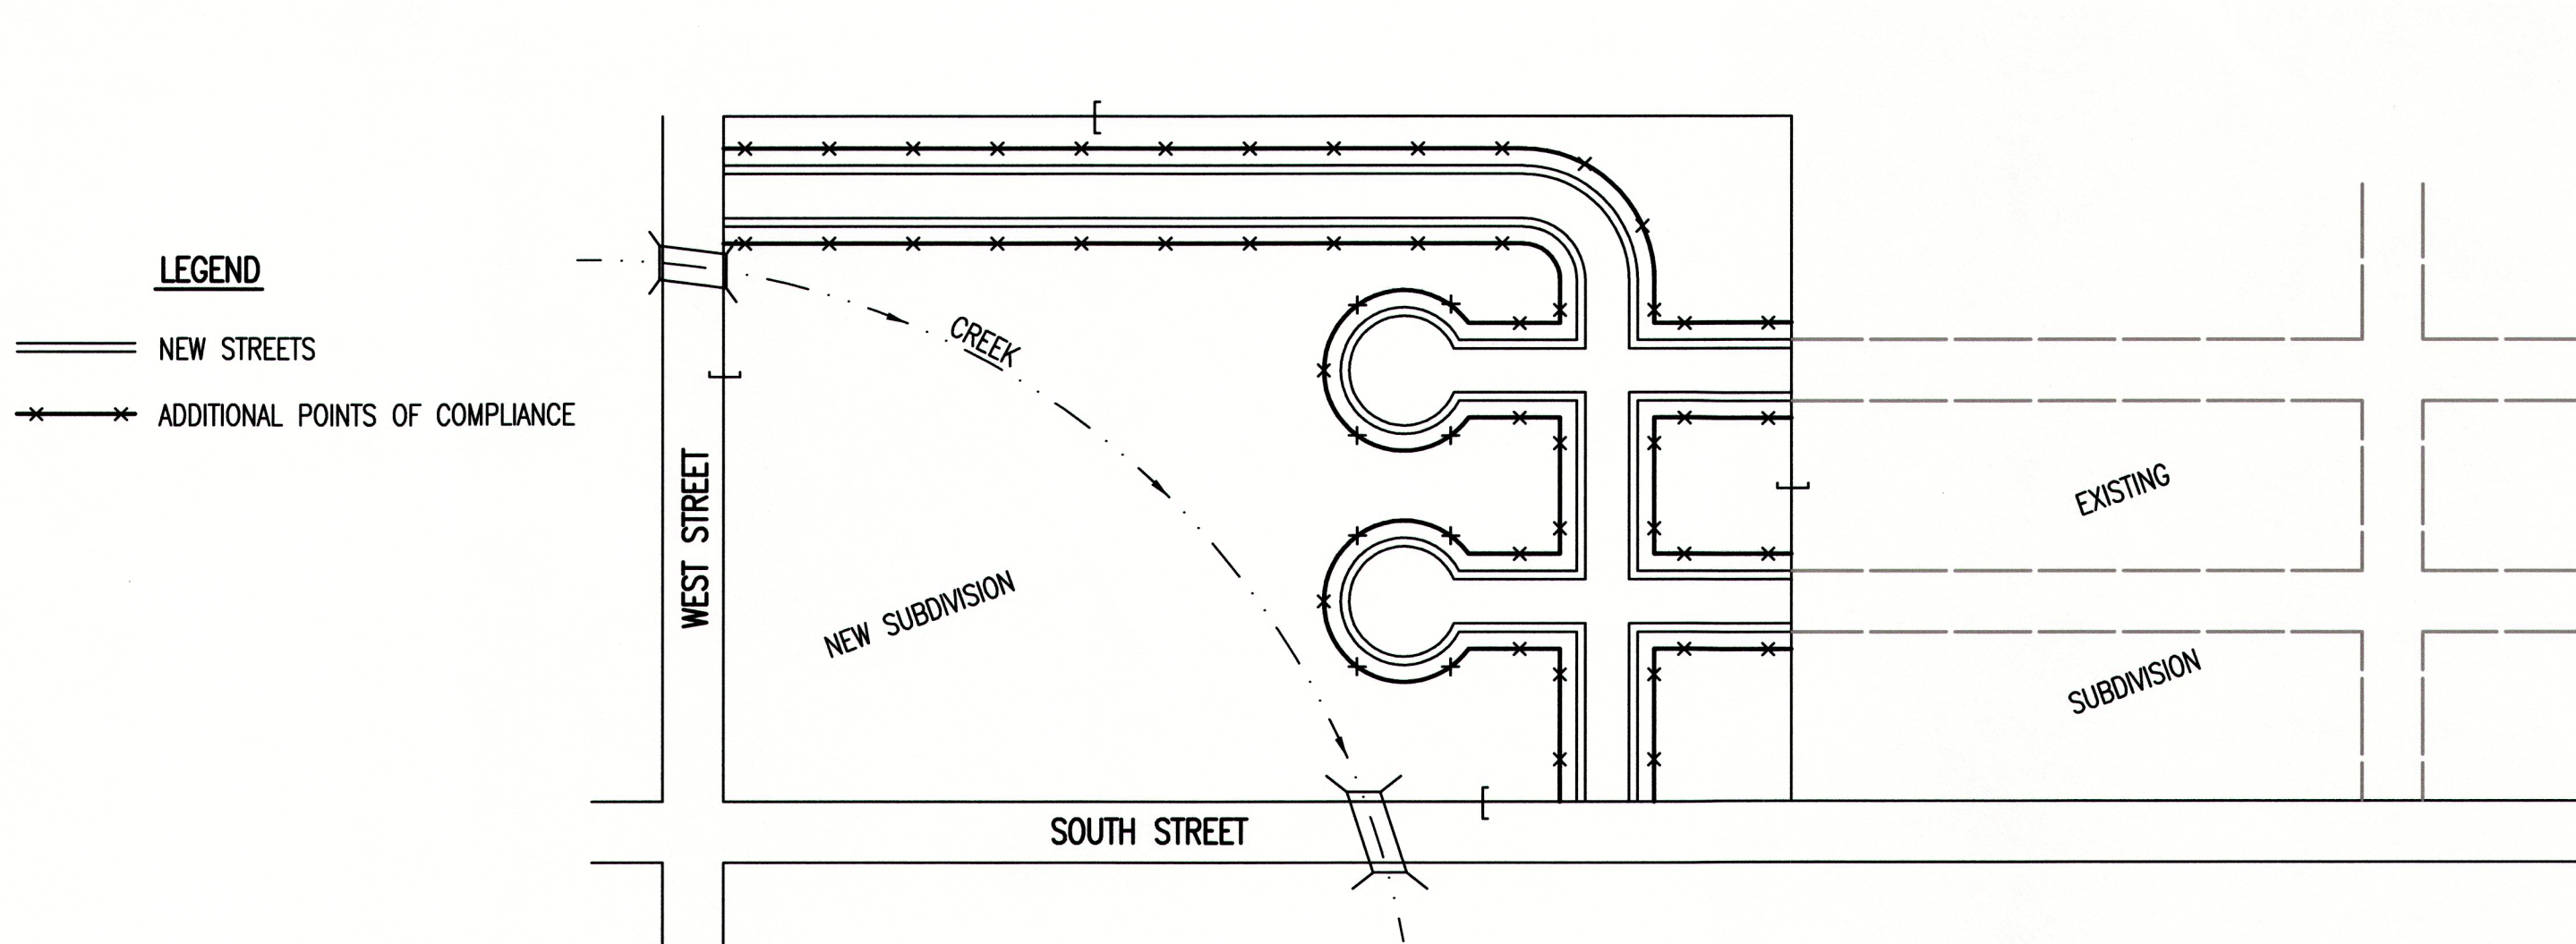 LEGEND
NEW STREETS
ADDITIONAL POINTS OF COMPLIANCE
CREEK
WEST STREET
NEW SUBDIVISION
SOUTH STREET
EXISTING
SUBDIVISION